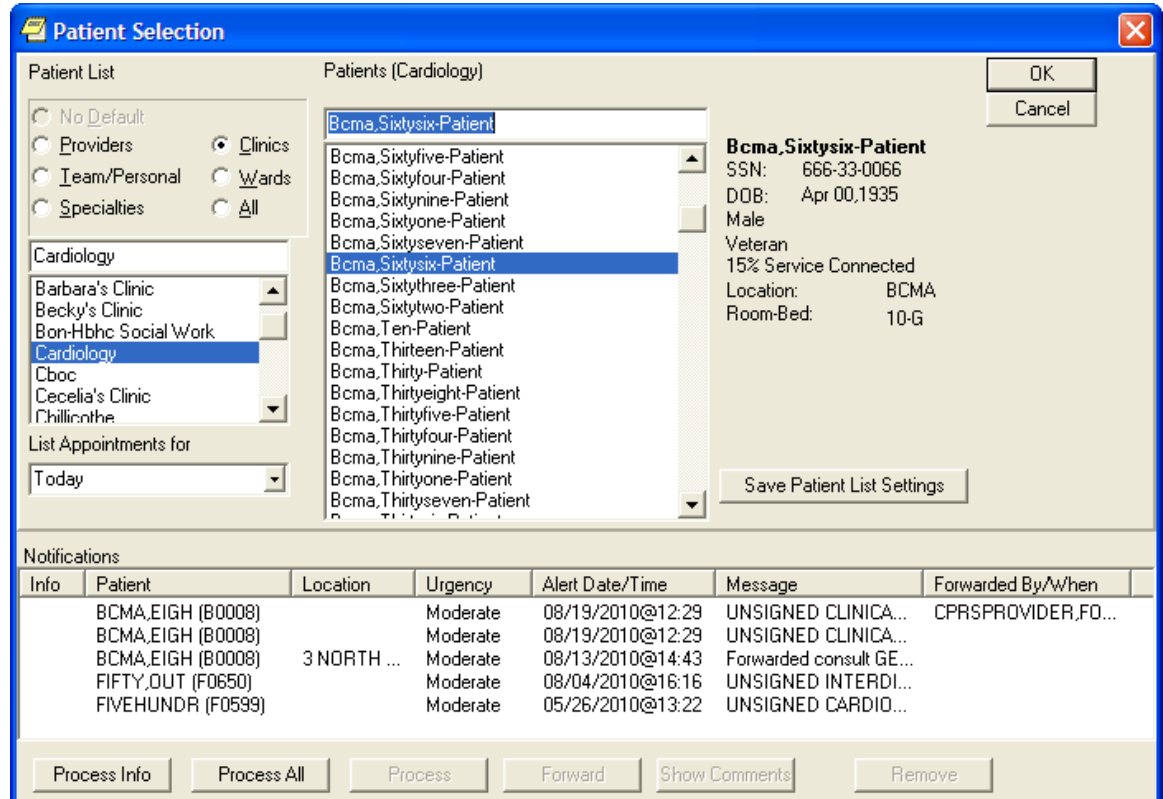 Patient Selection
Patient List
Patients (Cardiology)
OK
Cancel
No Default
Providers
Clinics
Team/Personal
Wards
Specialties
All
Cardiology
Barbara's Clinic
Becky's Clinic
Bon-Hbhc Social Work
Cardiology
Cboc
Cecelia's Clinic
Chillicothe
List Appointments for
Today
Bcma,Sixtysix-Patient
Bcma,Sixtyfive-Patient
Bcma,Sixtyfour-Patient
Bcma,Sixtynine-Patient
Bcma,Sixtyone-Patient
Bcma,Sixtyseven-Patient
Bcma,Sixtysix-Patient
Bcma,Sixtythree-Patient
Bcma,Sixtytwo-Patient
Bcma,Ten-Patient
Bcma,Thirteen-Patient
Bcma,Thirty-Patient
Bcma,Thirtyeight-Patient
Bcma,Thirtyfive-Patient
Bcma,Thirtyfour-Patient
Bcma,Thirtynine-Patient
Bcma,Thirtyone-Patient
Bcma,Thirtyseven-Patient
Bcma,Sixtysix-Patient
SSN: 666-33-0066
DOB: Apr 00,1935
Male
Veteran
15% Service Connected
Location: BCMA
Room-Bed: 10-G
Save Patient List Settings
Notifications
Info Patient Location Urgency Alert Date/Time Message Forwarded By/When
BCMA,EIGH (B0008) Moderate 08/19/2010@12:29 UNSIGNED CLINICA... CPRSPROVIDER,FO...
BCMA,EIGH (B0008) Moderate 08/19/2010@12:29 UNSIGNED CLINICA...
BCMA,EIGH (B0008) 3 NORTH ... Moderate 08/13/2010@14:43 Forwarded consult GE...
FIFTY,OUT (F0650) Moderate 08/04/2010@16:16 UNSIGNED INTERDI...
FIVEHUNDR (F0599) Moderate 05/26/2010@13:22 UNSIGNED CARDIO...
Process Info Process All Process Forward Show Comments Remove